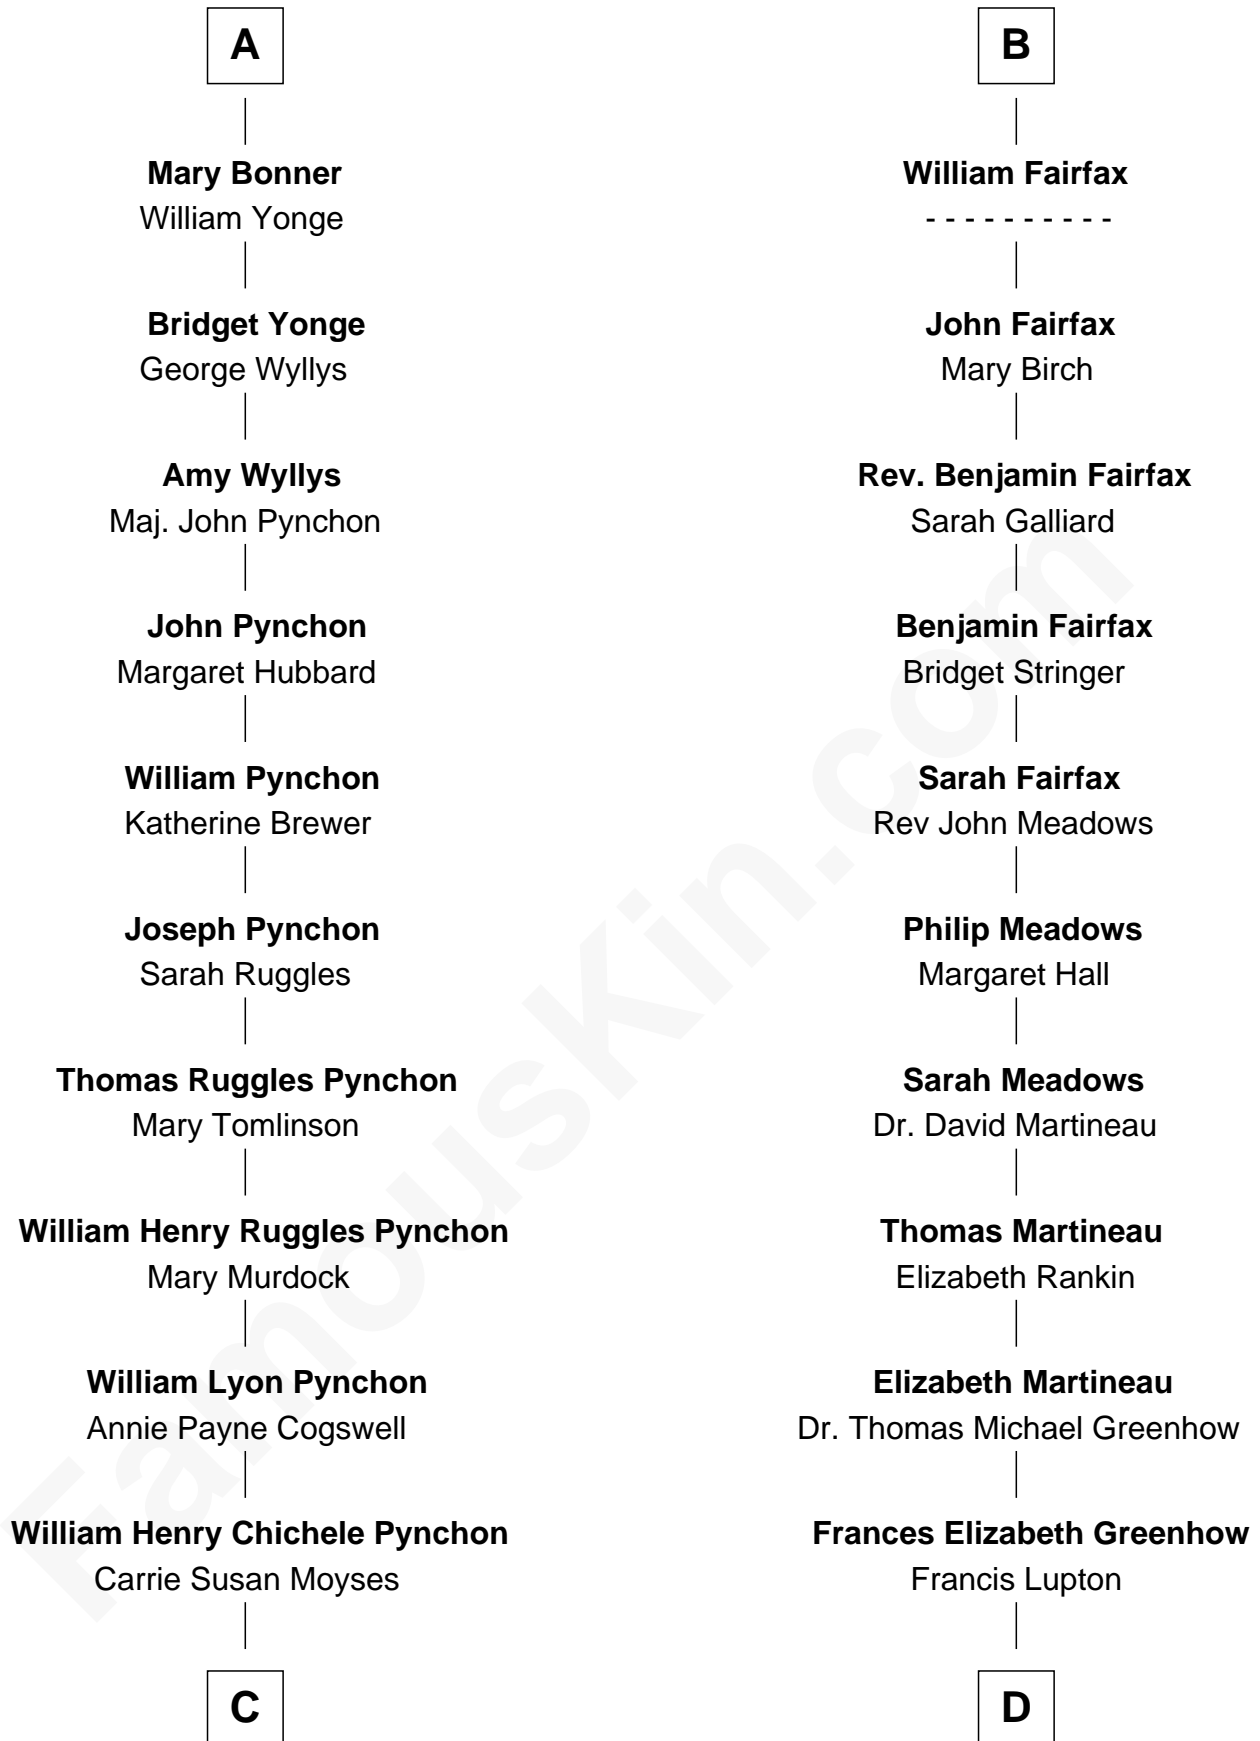 A
Mary Bonner
William Yonge
Bridget Yonge
George Wyllys
Amy Wyllys
Maj. John Pynchon
John Pynchon
Margaret Hubbard
William Pynchon
Katherine Brewer
Joseph Pynchon
Sarah Ruggles
Thomas Ruggles Pynchon
Mary Tomlinson
William Henry Ruggles Pynchon
Mary Murdock
William Lyon Pynchon
Annie Payne Cogswell
William Henry Chichele Pynchon
Carrie Susan Moyses
C
B
William Fairfax
- - - - - - - - - -
John Fairfax
Mary Birch
Rev. Benjamin Fairfax
Sarah Galliard
Benjamin Fairfax
Bridget Stringer
Sarah Fairfax
Rev John Meadows
Philip Meadows
Margaret Hall
Sarah Meadows
Dr. David Martineau
Thomas Martineau
Elizabeth Rankin
Elizabeth Martineau
Dr. Thomas Michael Greenhow
Frances Elizabeth Greenhow
Francis Lupton
D
FamousKin.com